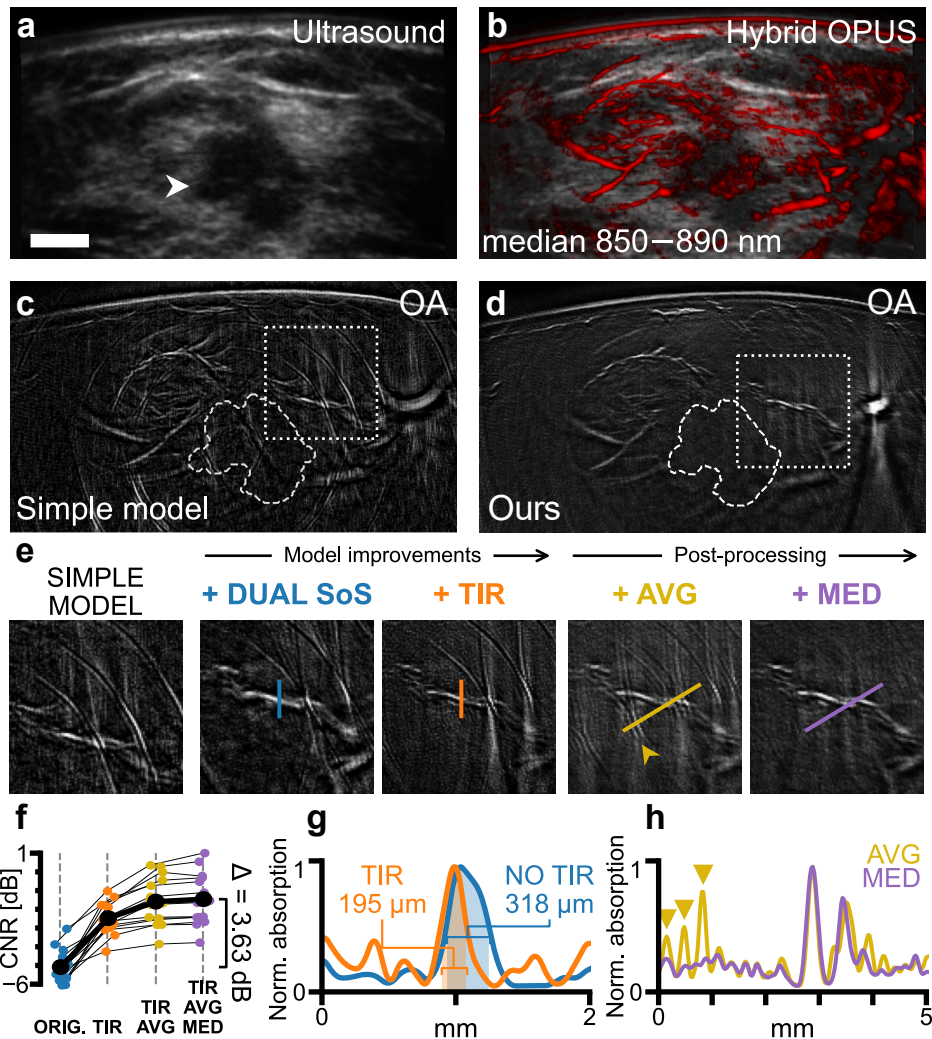 a
Ultrasound
b
Hybrid OPUS
median 850–890 nm
c
OA
Simple model
d
OA
Ours
e
Model improvements
Post-processing
SIMPLE
MODEL
+ DUAL SoS
+ TIR
+ AVG
+ MED
f
1
CNR [dB]
−6
ORIG.
TIR
TIR
AVG
TIR
AVG
MED
Δ = 3.63 dB
g
Norm. absorption
1
0
TIR
195 μm
NO TIR
318 μm
0
mm
2
h
Norm. absorption
1
0
AVG
MED
0
mm
5